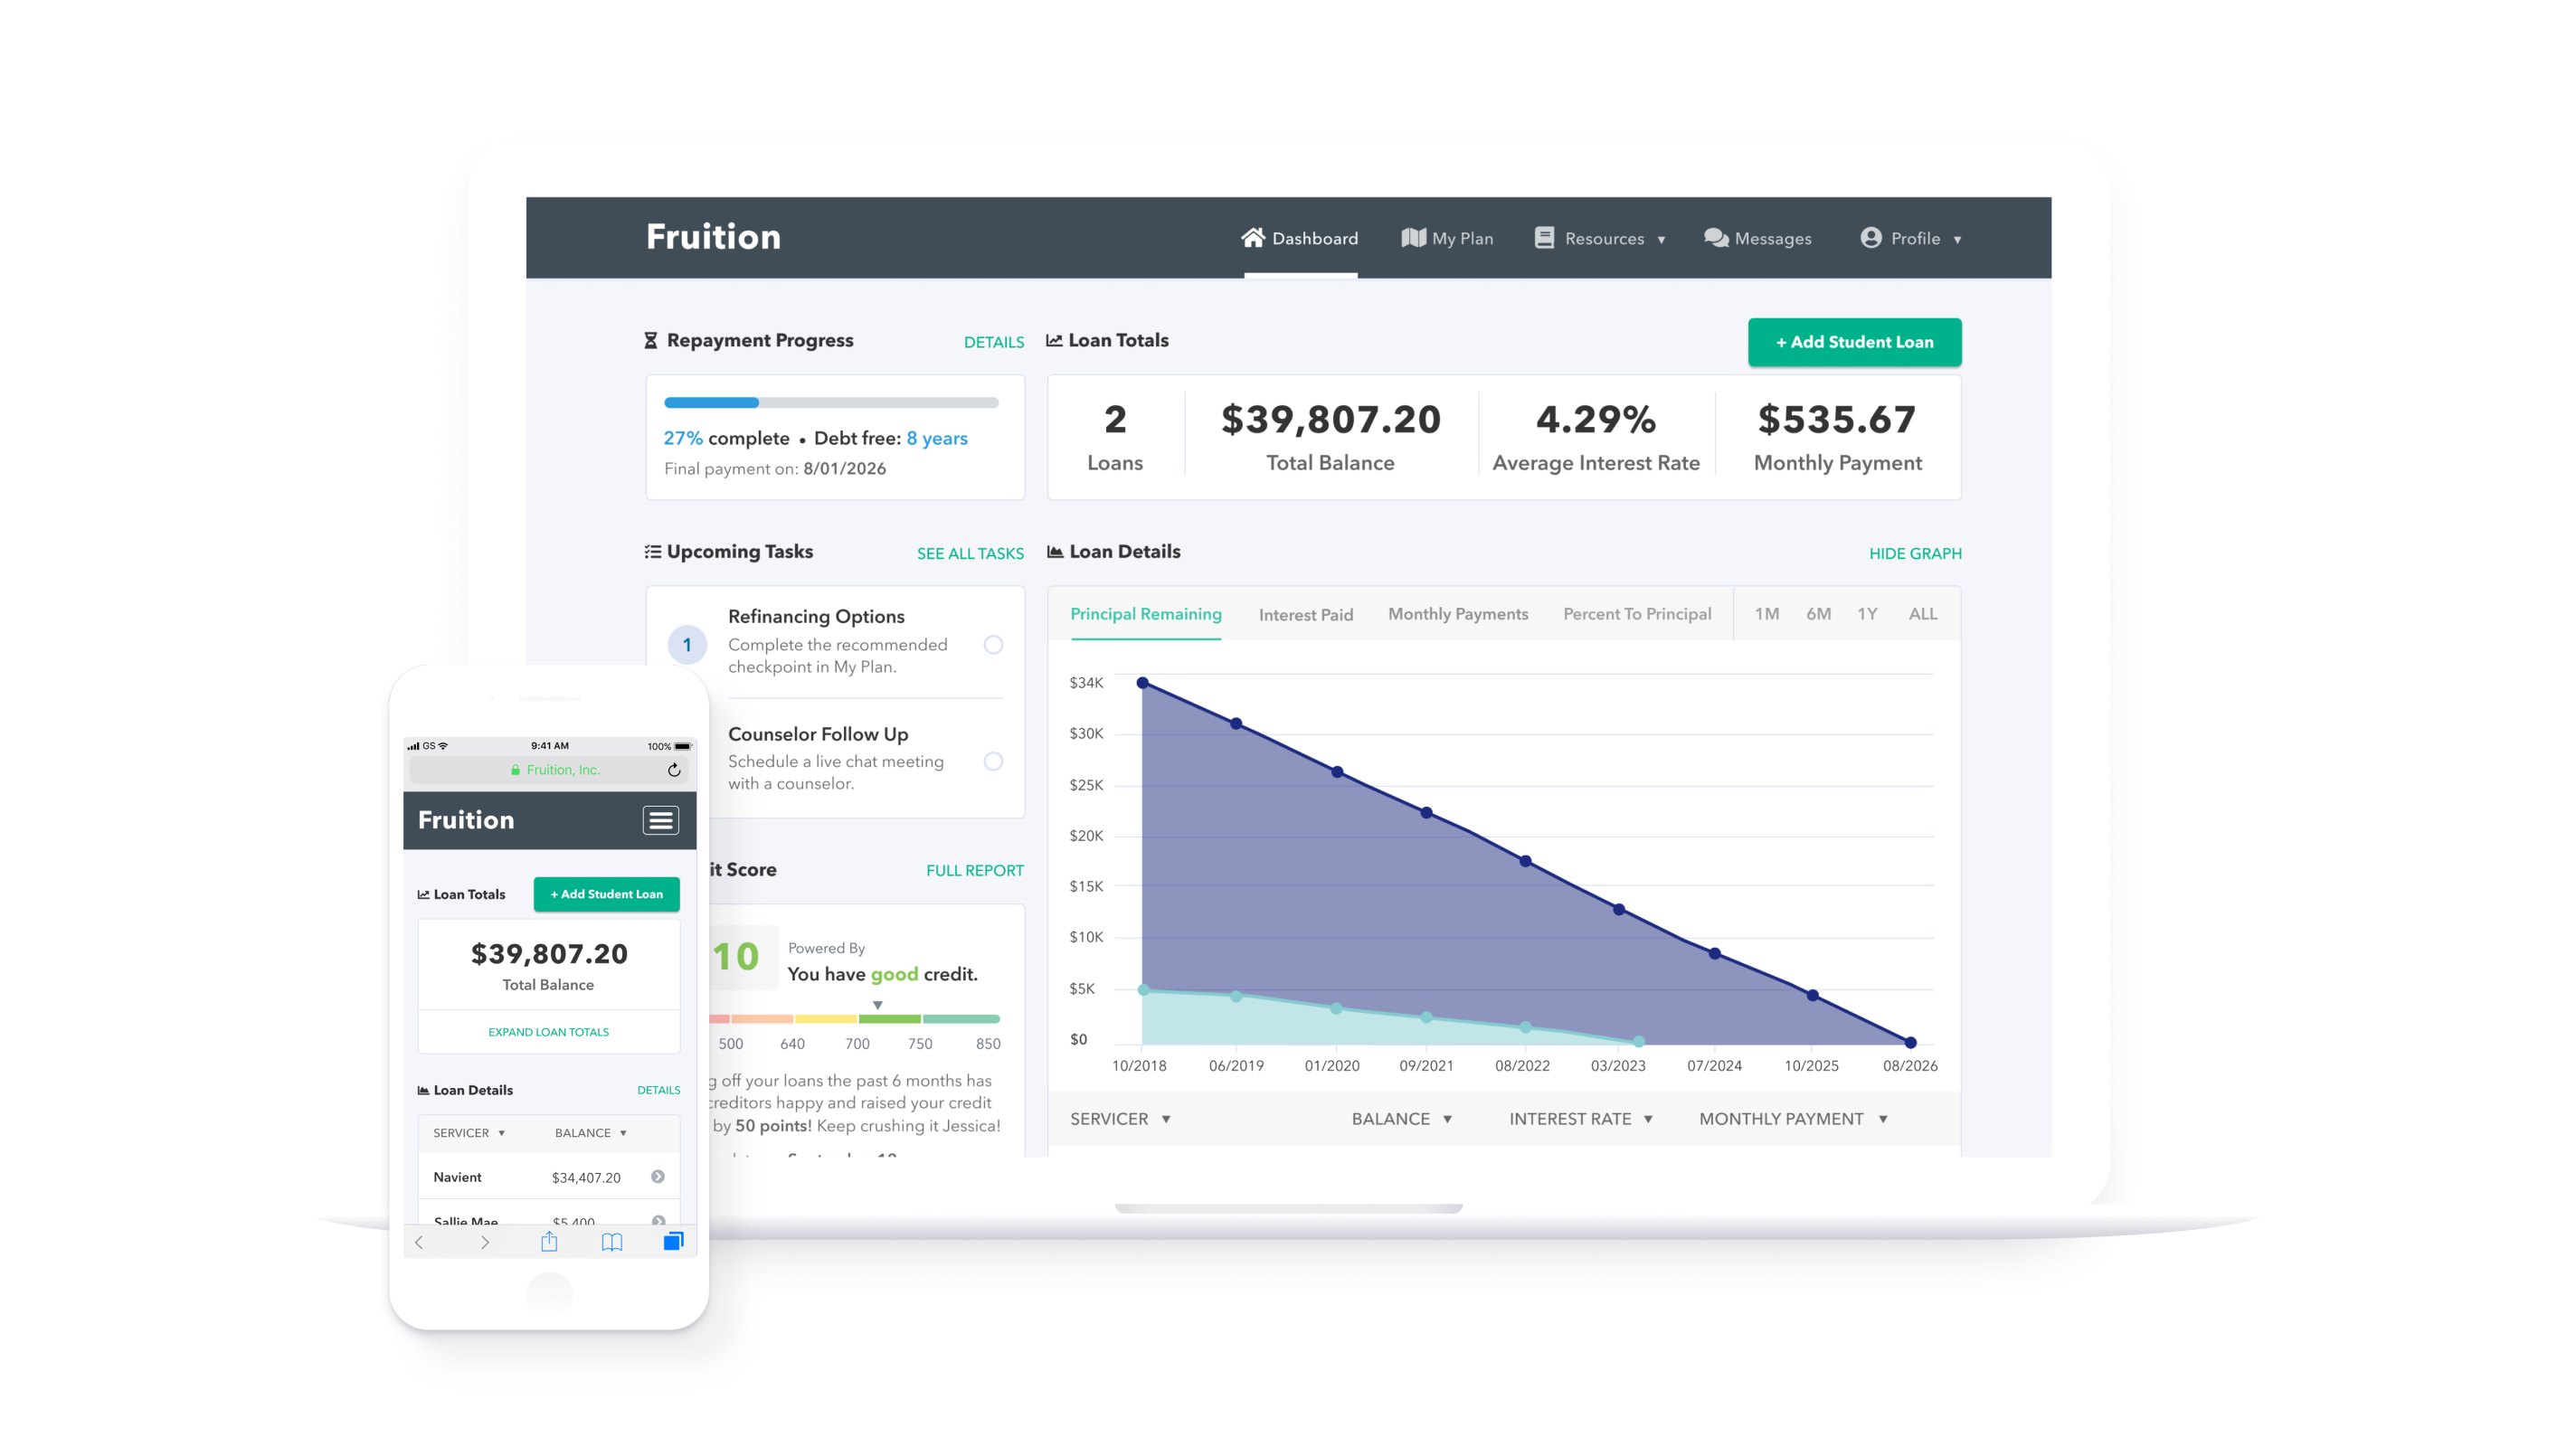 Fruition
Dashboard
My Plan
Resources
Messages
Profile
Repayment Progress
DETAILS
27% complete • Debt free: 8 years
Final payment on: 8/01/2026
Loan Totals
+ Add Student Loan
2
Loans
$39,807.20
Total Balance
4.29%
Average Interest Rate
$535.67
Monthly Payment
Upcoming Tasks
SEE ALL TASKS
1
Refinancing Options
Complete the recommended
checkpoint in My Plan.
Counselor Follow Up
Schedule a live chat meeting
with a counselor.
Score
FULL REPORT
10
Powered By
You have good credit.
500 640 700 750 850
off your loans the past 6 months has
creditors happy and raised your credit
by 50 points! Keep crushing it Jessica!
Loan Details
HIDE GRAPH
Principal Remaining
Interest Paid
Monthly Payments
Percent To Principal
1M 6M 1Y ALL
$34K
$30K
$25K
$20K
$15K
$10K
$5K
$0
10/2018 06/2019 01/2020 09/2021 08/2022 03/2023 07/2024 10/2025 08/2026
SERVICER BALANCE INTEREST RATE MONTHLY PAYMENT
GS
9:41 AM
100%
Fruition, Inc.
Fruition
Loan Totals
+ Add Student Loan
$39,807.20
Total Balance
EXPAND LOAN TOTALS
Loan Details
DETAILS
SERVICER BALANCE
Navient $34,407.20
Sallie Mae $5,400